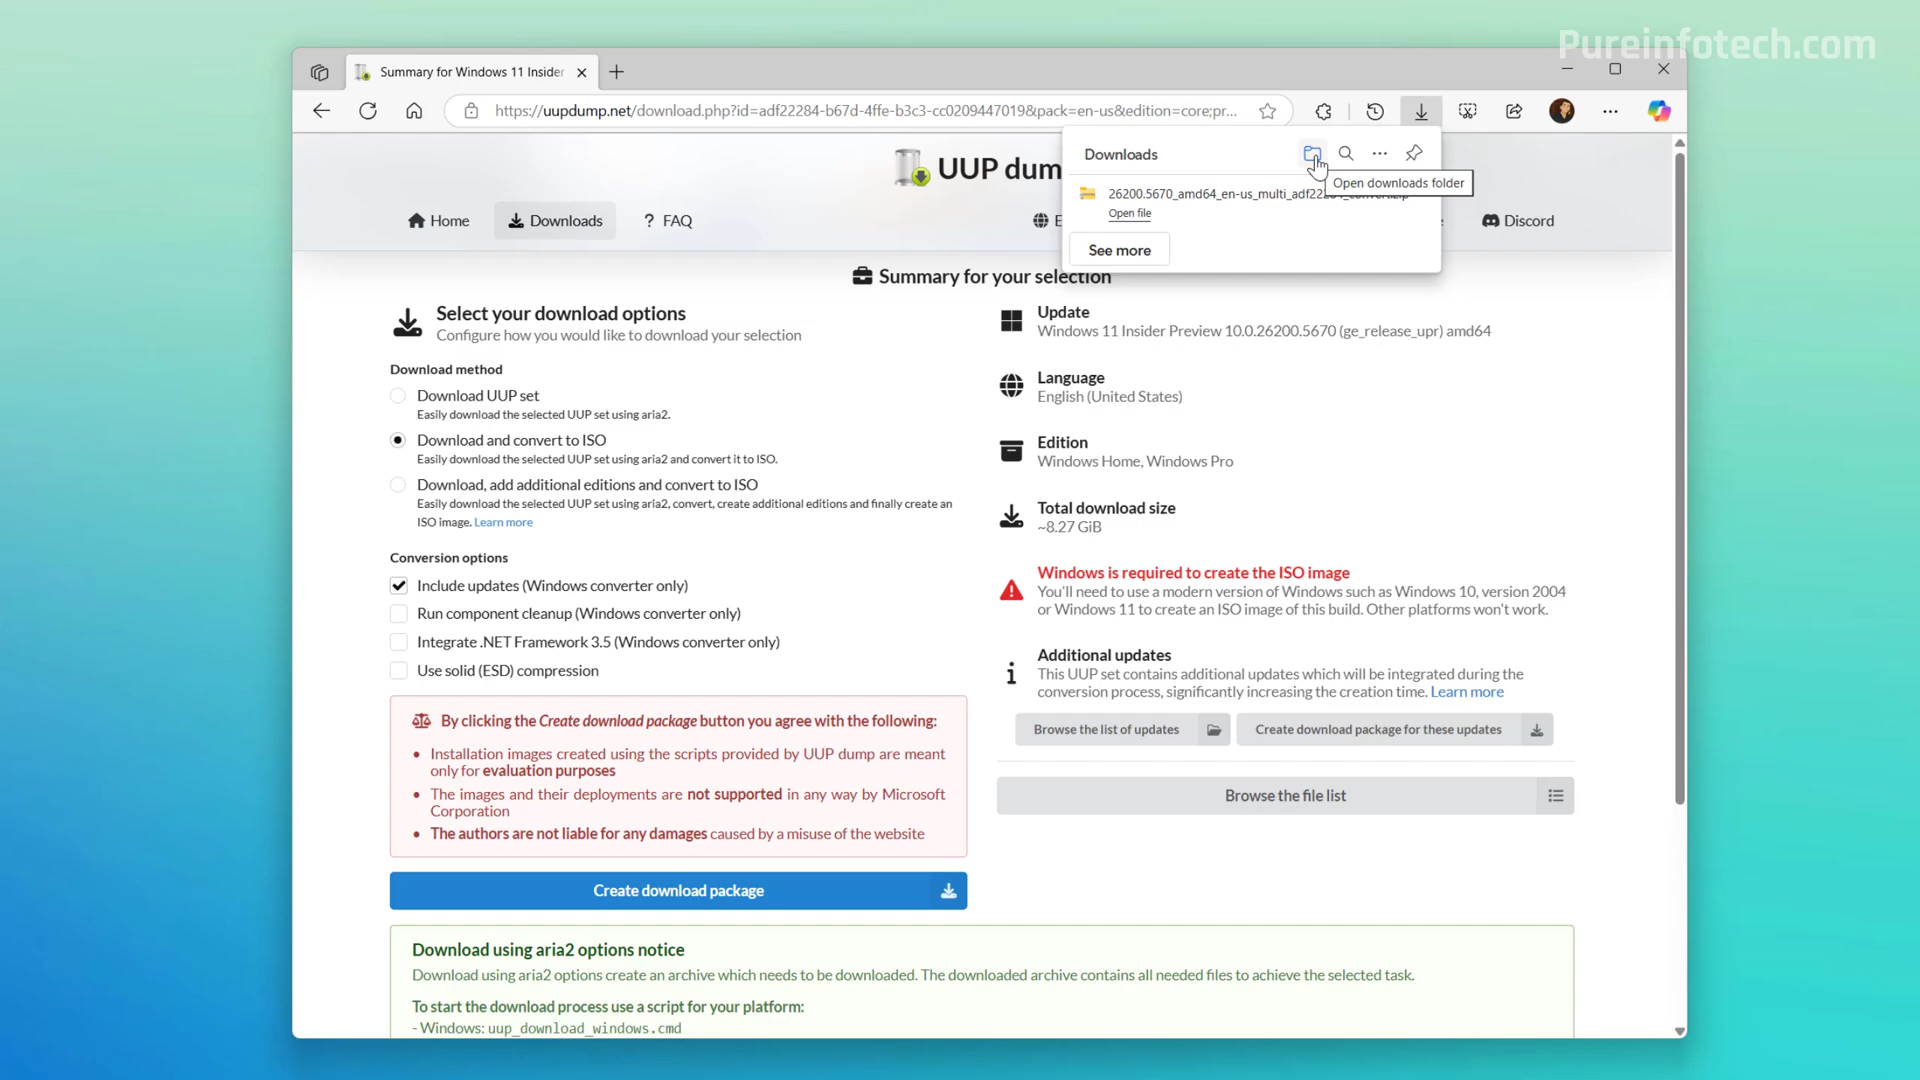 Pureinfotech.com
Summary for Windows 11 Insider
https://uupdump.net/download.php?id=adf22284-b67d-4ffe-b3c3-cc0209447019&pack=en-us&edition=core;pr...
Downloads
Open downloads folder
26200.5670_amd64_en-us_multi_adf22284_convert.zip
Open file
See more
UUP dum
Home
Downloads
? FAQ
E
Discord
Summary for your selection
Select your download options
Configure how you would like to download your selection
Download method
Download UUP set
Easily download the selected UUP set using aria2.
Download and convert to ISO
Easily download the selected UUP set using aria2 and convert it to ISO.
Download, add additional editions and convert to ISO
Easily download the selected UUP set using aria2, convert, create additional editions and finally create an
ISO image. Learn more
Conversion options
Include updates (Windows converter only)
Run component cleanup (Windows converter only)
Integrate .NET Framework 3.5 (Windows converter only)
Use solid (ESD) compression
By clicking the Create download package button you agree with the following:
• Installation images created using the scripts provided by UUP dump are meant
only for evaluation purposes
• The images and their deployments are not supported in any way by Microsoft
Corporation
• The authors are not liable for any damages caused by a misuse of the website
Create download package
Update
Windows 11 Insider Preview 10.0.26200.5670 (ge_release_upr) amd64
Language
English (United States)
Edition
Windows Home, Windows Pro
Total download size
~8.27 GiB
Windows is required to create the ISO image
You'll need to use a modern version of Windows such as Windows 10, version 2004
or Windows 11 to create an ISO image of this build. Other platforms won't work.
Additional updates
This UUP set contains additional updates which will be integrated during the
conversion process, significantly increasing the creation time. Learn more
Browse the list of updates
Create download package for these updates
Browse the file list
Download using aria2 options notice
Download using aria2 options create an archive which needs to be downloaded. The downloaded archive contains all needed files to achieve the selected task.
To start the download process use a script for your platform:
- Windows: uup_download_windows.cmd